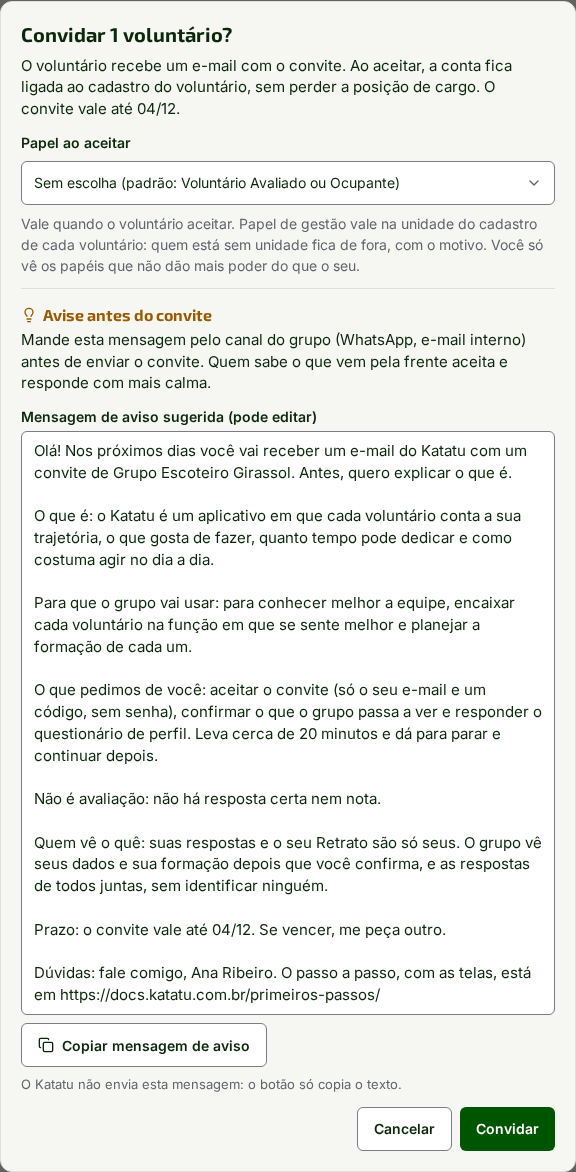 Convidar 1 voluntário?
O voluntário recebe um e-mail com o convite. Ao aceitar, a conta fica
ligada ao cadastro do voluntário, sem perder a posição de cargo. O
convite vale até 04/12.
Papel ao aceitar
Sem escolha (padrão: Voluntário Avaliado ou Ocupante)
Vale quando o voluntário aceitar. Papel de gestão vale na unidade do cadastro
de cada voluntário: quem está sem unidade fica de fora, com o motivo. Você só
vê os papéis que não dão mais poder do que o seu.
Avise antes do convite
Mande esta mensagem pelo canal do grupo (WhatsApp, e-mail interno)
antes de enviar o convite. Quem sabe o que vem pela frente aceita e
responde com mais calma.
Mensagem de aviso sugerida (pode editar)
Olá! Nos próximos dias você vai receber um e-mail do Katatu com um
convite de Grupo Escoteiro Girassol. Antes, quero explicar o que é.
O que é: o Katatu é um aplicativo em que cada voluntário conta a sua
trajetória, o que gosta de fazer, quanto tempo pode dedicar e como
costuma agir no dia a dia.
Para que o grupo vai usar: para conhecer melhor a equipe, encaixar
cada voluntário na função em que se sente melhor e planejar a
formação de cada um.
O que pedimos de você: aceitar o convite (só o seu e-mail e um
código, sem senha), confirmar o que o grupo passa a ver e responder o
questionário de perfil. Leva cerca de 20 minutos e dá para parar e
continuar depois.
Não é avaliação: não há resposta certa nem nota.
Quem vê o quê: suas respostas e o seu Retrato são só seus. O grupo vê
seus dados e sua formação depois que você confirma, e as respostas
de todos juntas, sem identificar ninguém.
Prazo: o convite vale até 04/12. Se vencer, me peça outro.
Dúvidas: fale comigo, Ana Ribeiro. O passo a passo, com as telas, está
em https://docs.katatu.com.br/primeiros-passos/
Copiar mensagem de aviso
O Katatu não envia esta mensagem: o botão só copia o texto.
Cancelar
Convidar